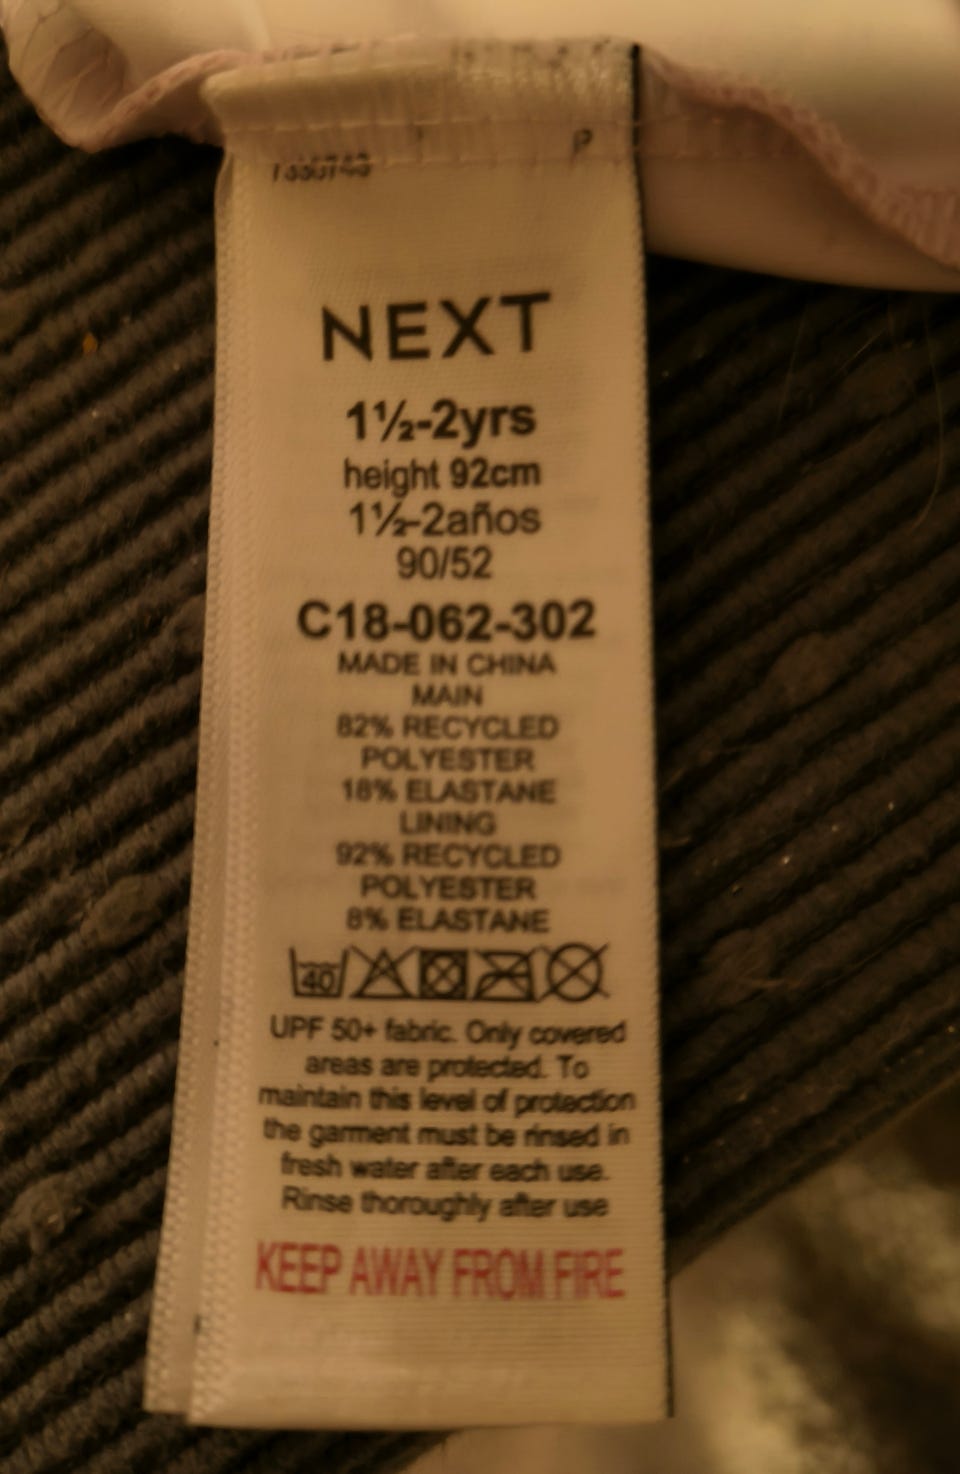 P
NEXT
1½-2yrs
height 92cm
1½-2años
90/52
C18-062-302
MADE IN CHINA
MAIN
82% RECYCLED
POLYESTER
18% ELASTANE
LINING
92% RECYCLED
POLYESTER
8% ELASTANE
40
UPF 50+ fabric. Only covered
areas are protected. To
maintain this level of protection
the garment must be rinsed in
fresh water after each use.
Rinse thoroughly after use
KEEP AWAY FROM FIRE